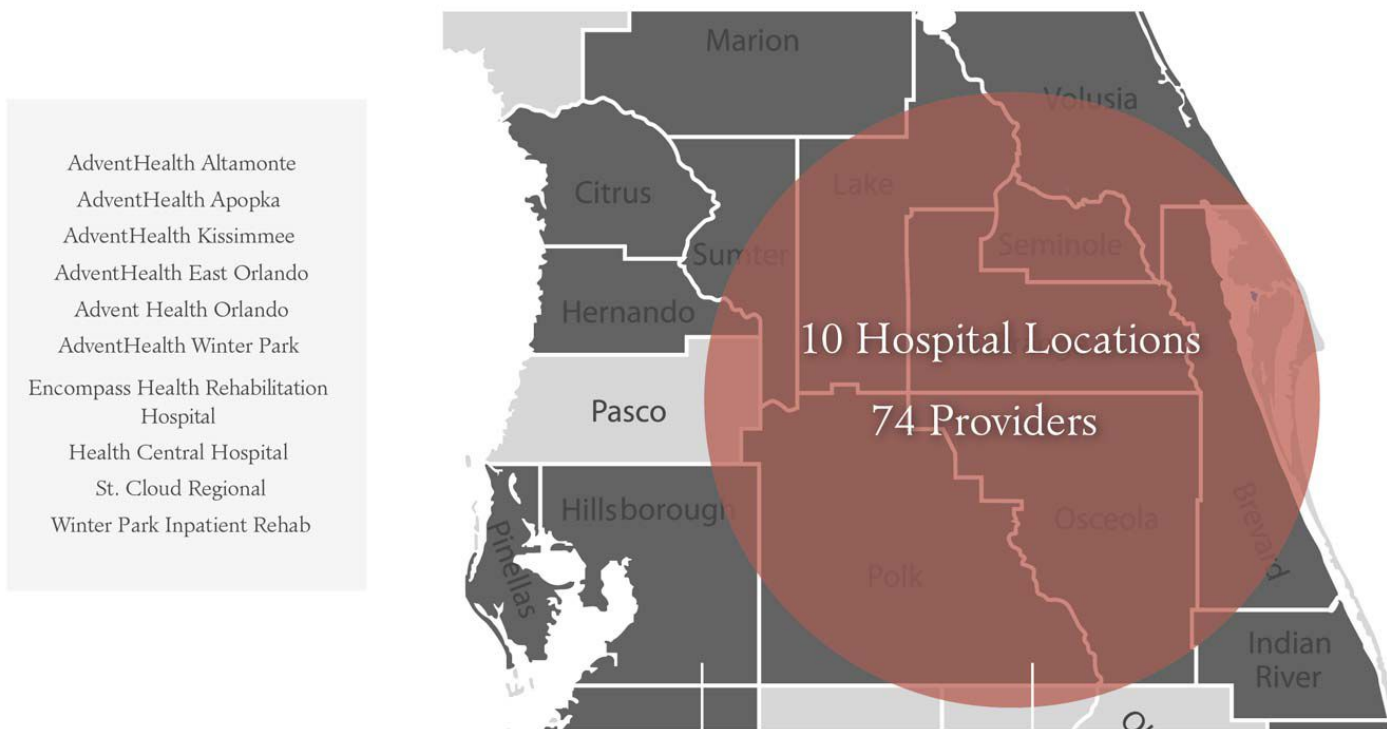 AdventHealth Altamonte
AdventHealth Apopka
AdventHealth Kissimmee
AdventHealth East Orlando
Advent Health Orlando
AdventHealth Winter Park
Encompass Health Rehabilitation
Hospital
Health Central Hospital
St. Cloud Regional
Winter Park Inpatient Rehab
Marion
Volusia
Citrus
Lake
Sumter
Seminole
Hernando
10 Hospital Locations
Pasco
74 Providers
Hillsborough
Pinellas
Polk
Osceola
Brevard
Indian
River